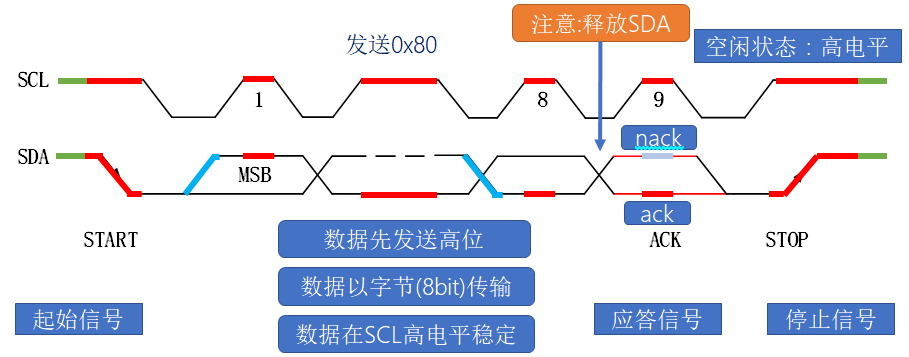 注意:释放SDA
发送0x80
空闲状态：高电平
SCL
1
8
9
nack
SDA
MSB
ack
START
ACK
STOP
数据先发送高位
数据以字节(8bit)传输
数据在SCL高电平稳定
起始信号
应答信号
停止信号